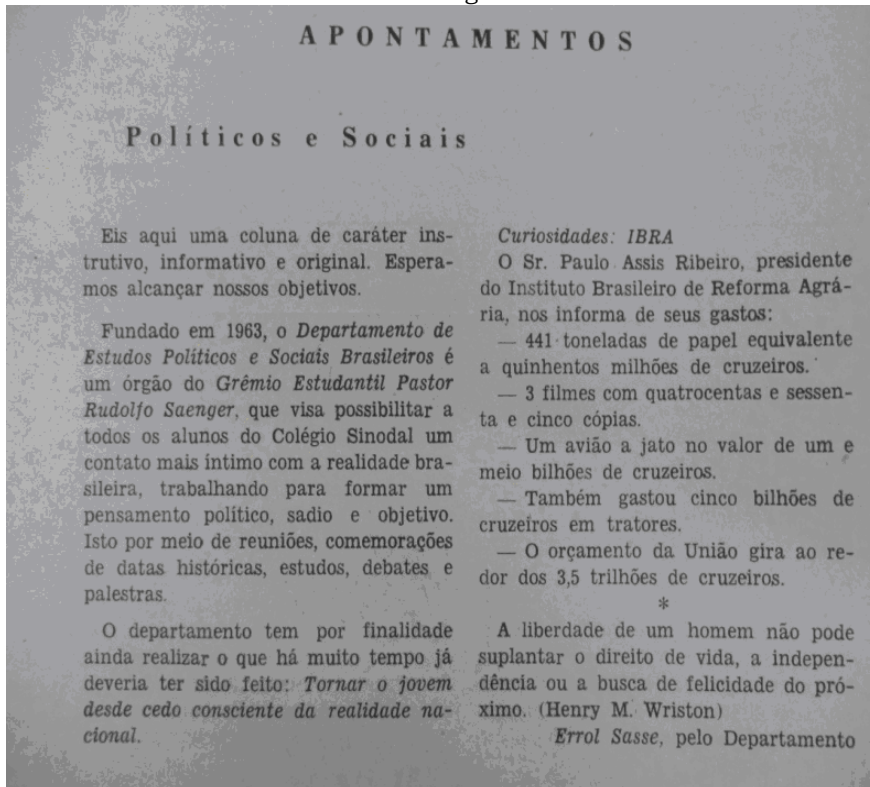 APONTAMENTOS
Políticos e Sociais
Eis aqui uma coluna de caráter ins-
trutivo, informativo e original. Espera-
mos alcançar nossos objetivos.
Fundado em 1963, o Departamento de
Estudos Políticos e Sociais Brasileiros é
um órgão do Grêmio Estudantil Pastor
Rudolfo Saenger, que visa possibilitar a
todos os alunos do Colégio Sinodal um
contato mais íntimo com a realidade bra-
sileira, trabalhando para formar um
pensamento político, sadio e objetivo.
Isto por meio de reuniões, comemorações
de datas históricas, estudos, debates e
palestras.
O departamento tem por finalidade
ainda realizar o que há muito tempo já
deveria ter sido feito: Tornar o jovem
desde cedo consciente da realidade na-
cional.
Curiosidades: IBRA
O Sr. Paulo Assis Ribeiro, presidente
do Instituto Brasileiro de Reforma Agrá-
ria, nos informa de seus gastos:
— 441 toneladas de papel equivalente
a quinhentos milhões de cruzeiros.
— 3 filmes com quatrocentas e sessen-
ta e cinco cópias.
— Um avião a jato no valor de um e
meio bilhões de cruzeiros.
— Também gastou cinco bilhões de
cruzeiros em tratores.
— O orçamento da União gira ao re-
dor dos 3,5 trilhões de cruzeiros.
*
A liberdade de um homem não pode
suplantar o direito de vida, a indepen-
dência ou a busca de felicidade do pró-
ximo. (Henry M. Wriston)
Errol Sasse, pelo Departamento